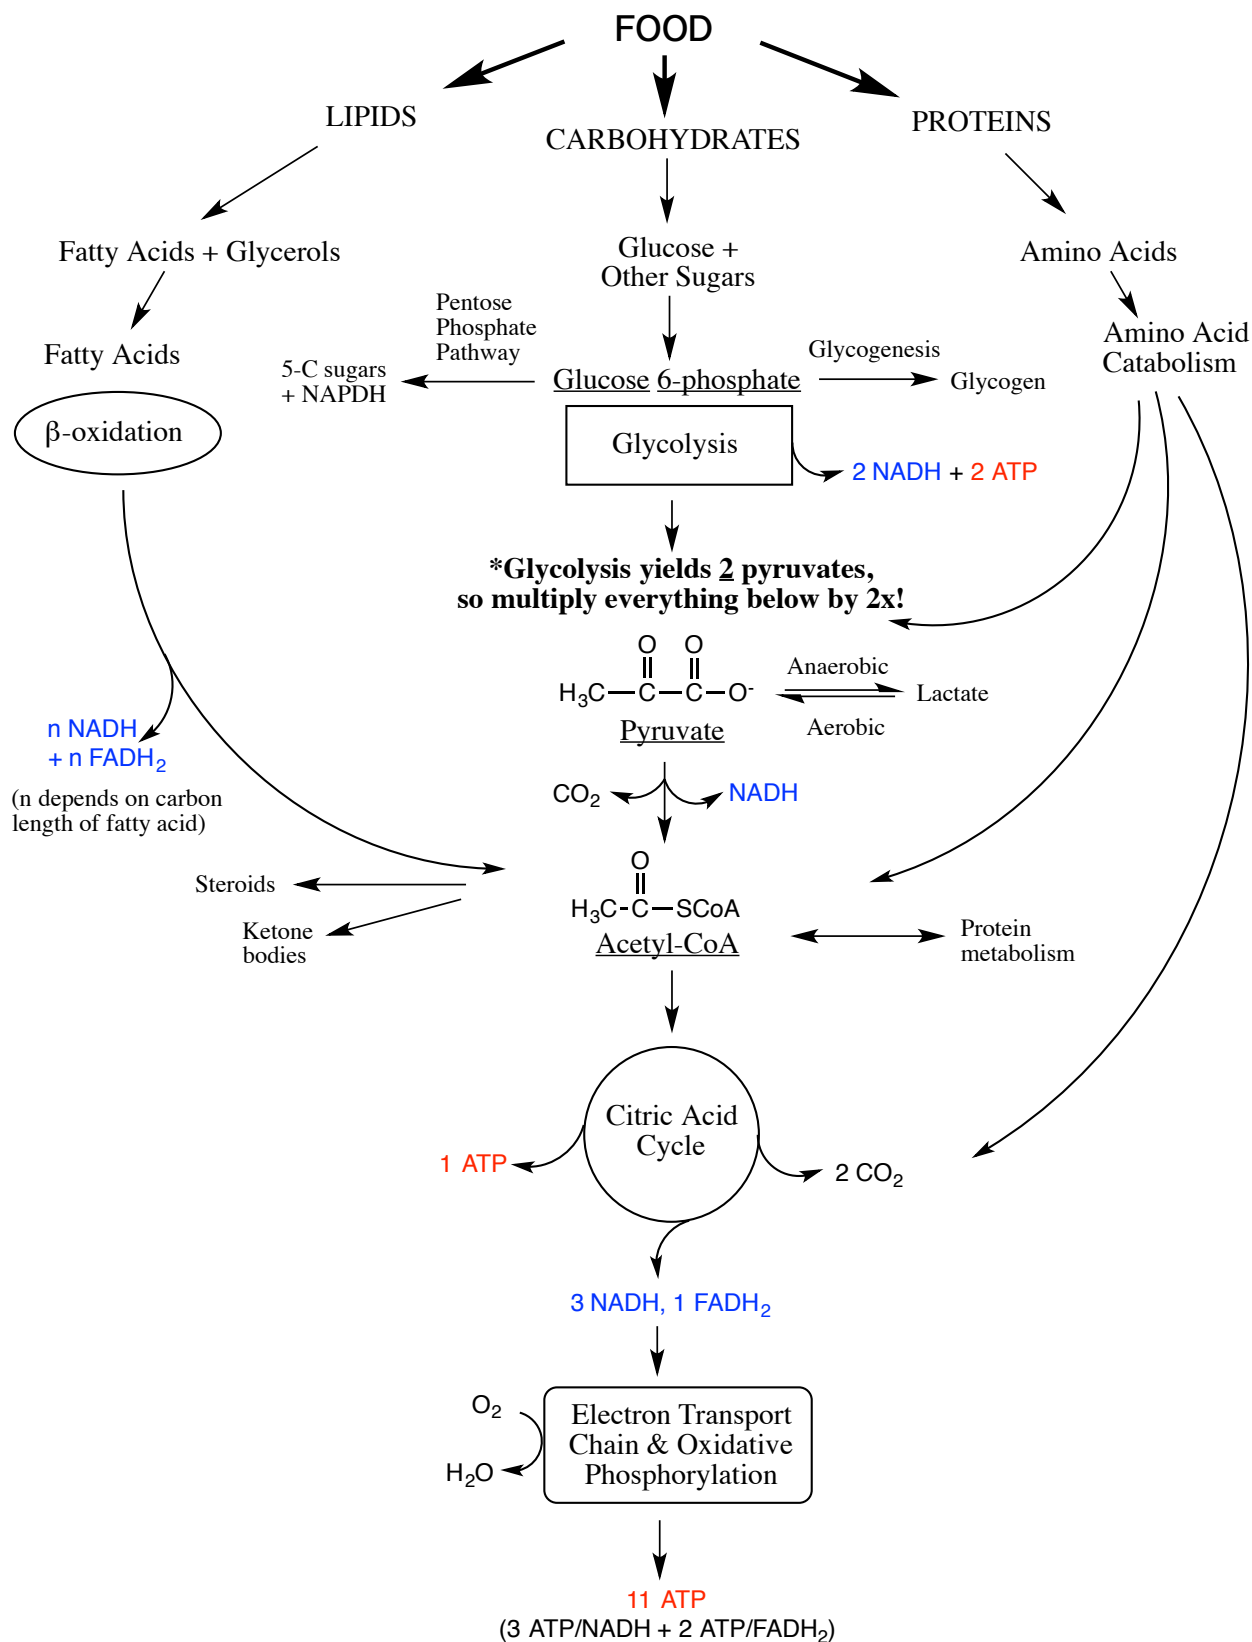 FOOD
LIPIDS
CARBOHYDRATES
PROTEINS
Fatty Acids + Glycerols
Glucose +
Other Sugars
Amino Acids
Fatty Acids
Pentose
Phosphate
Pathway
5-C sugars
+ NAPDH
Glucose 6-phosphate
Glycogenesis
Glycogen
Amino Acid
Catabolism
β-oxidation
Glycolysis
2 NADH + 2 ATP
*Glycolysis yields 2 pyruvates,
so multiply everything below by 2x!
O O
H3C C C O-
Pyruvate
Anaerobic
Aerobic
Lactate
n NADH
+ n FADH2
(n depends on carbon
length of fatty acid)
CO2
NADH
O
H3C C SCoA
Acetyl-CoA
Steroids
Ketone
bodies
Protein
metabolism
Citric Acid
Cycle
1 ATP
2 CO2
3 NADH, 1 FADH2
O2
H2O
Electron Transport
Chain & Oxidative
Phosphorylation
11 ATP
(3 ATP/NADH + 2 ATP/FADH2)